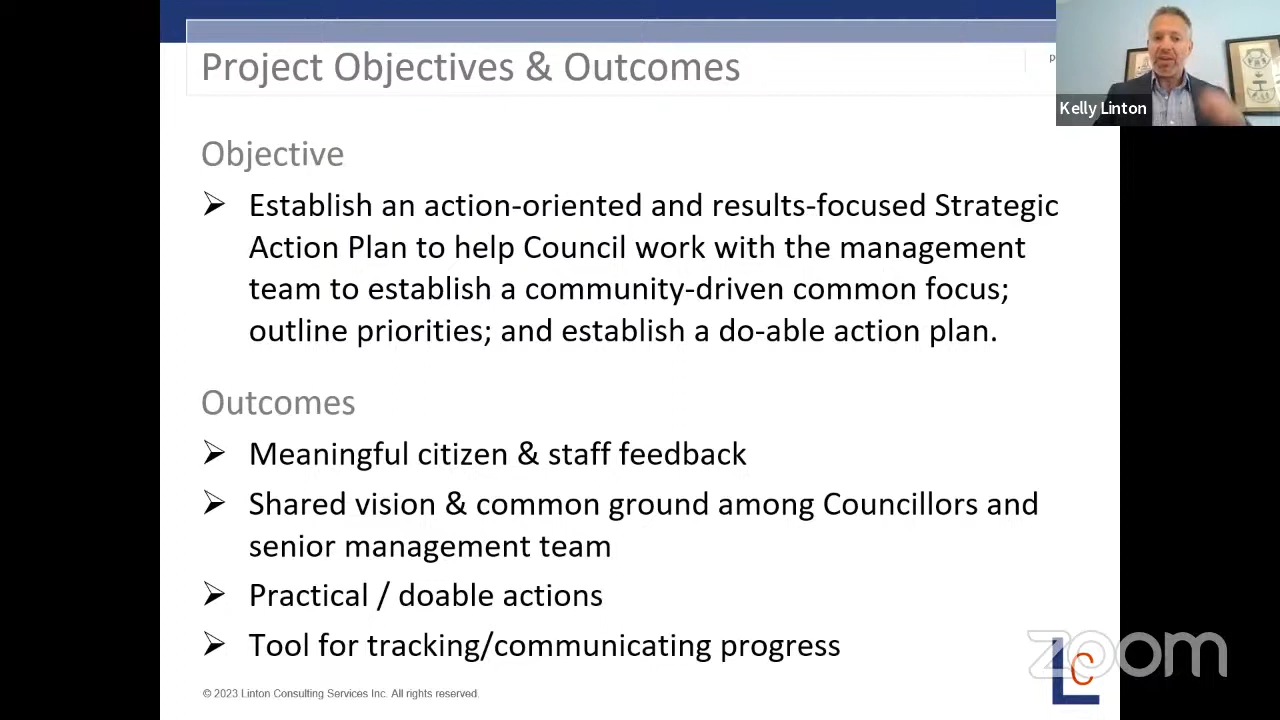 Project Objectives & Outcomes
P
Kelly Linton
Objective
Establish an action-oriented and results-focused Strategic
Action Plan to help Council work with the management
team to establish a community-driven common focus;
outline priorities; and establish a do-able action plan.
Outcomes
Meaningful citizen & staff feedback
Shared vision & common ground among Councillors and
senior management team
Practical / doable actions
Tool for tracking/communicating progress
zoom
LC
© 2023 Linton Consulting Services Inc. All rights reserved.